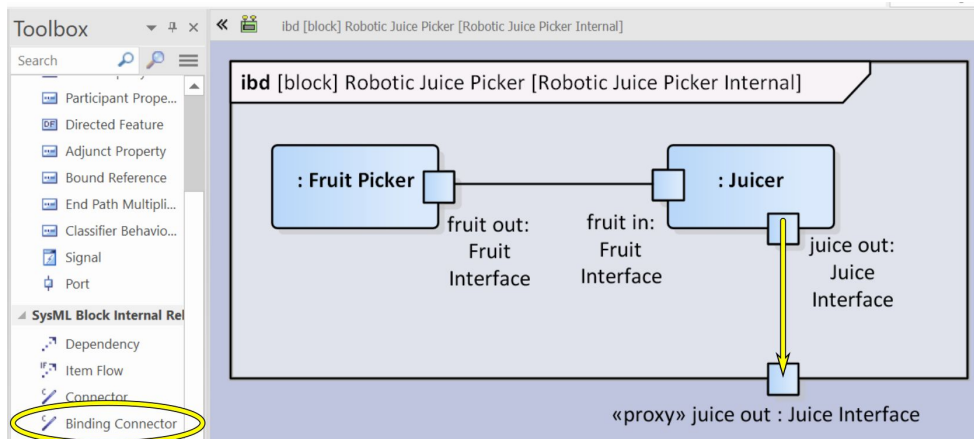 Toolbox
Search
Participant Prope...
Directed Feature
Adjunct Property
Bound Reference
End Path Multipli...
Classifier Behavio...
Signal
Port
SysML Block Internal Rel
Dependency
Item Flow
Connector
Binding Connector
ibd [block] Robotic Juice Picker [Robotic Juice Picker Internal]
ibd [block] Robotic Juice Picker [Robotic Juice Picker Internal]
: Fruit Picker
: Juicer
fruit out:
Fruit
Interface
fruit in:
Fruit
Interface
juice out:
Juice
Interface
«proxy» juice out : Juice Interface